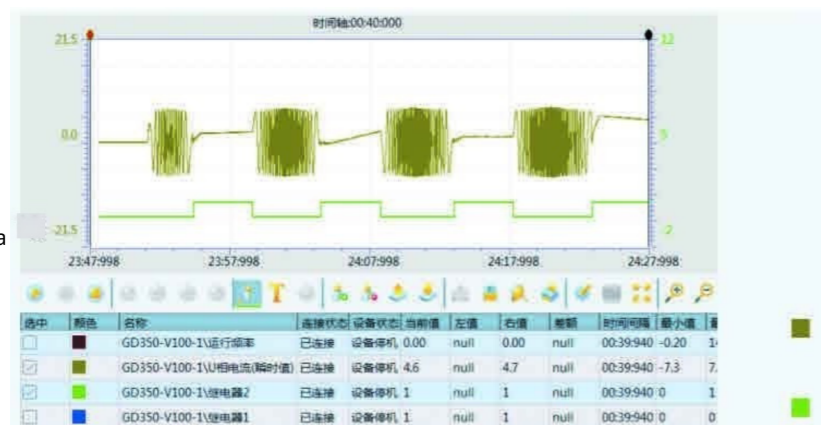 时间轴:00:40:000
21.5
12
0.0
5
a
-21.5
-2
23:47:998 23:57:998 24:07:998 24:17:998 24:27:998
选中 颜色 名称 连接状态 设备状态 当前值 左值 右值 差额 时间间隔 最小值
GD350-V100-1\运行频率 已连接 设备停机 0.00 null 0.00 null 00:39:940 -0.20 14
GD350-V100-1\U相电流(瞬时值) 已连接 设备停机 4.6 null 4.7 null 00:39:940 -7.3 7.
GD350-V100-1\继电器2 已连接 设备停机 1 null 1 null 00:39:940 0 1
GD350-V100-1\继电器1 已连接 设备停机 1 null 1 null 00:39:940 0 0